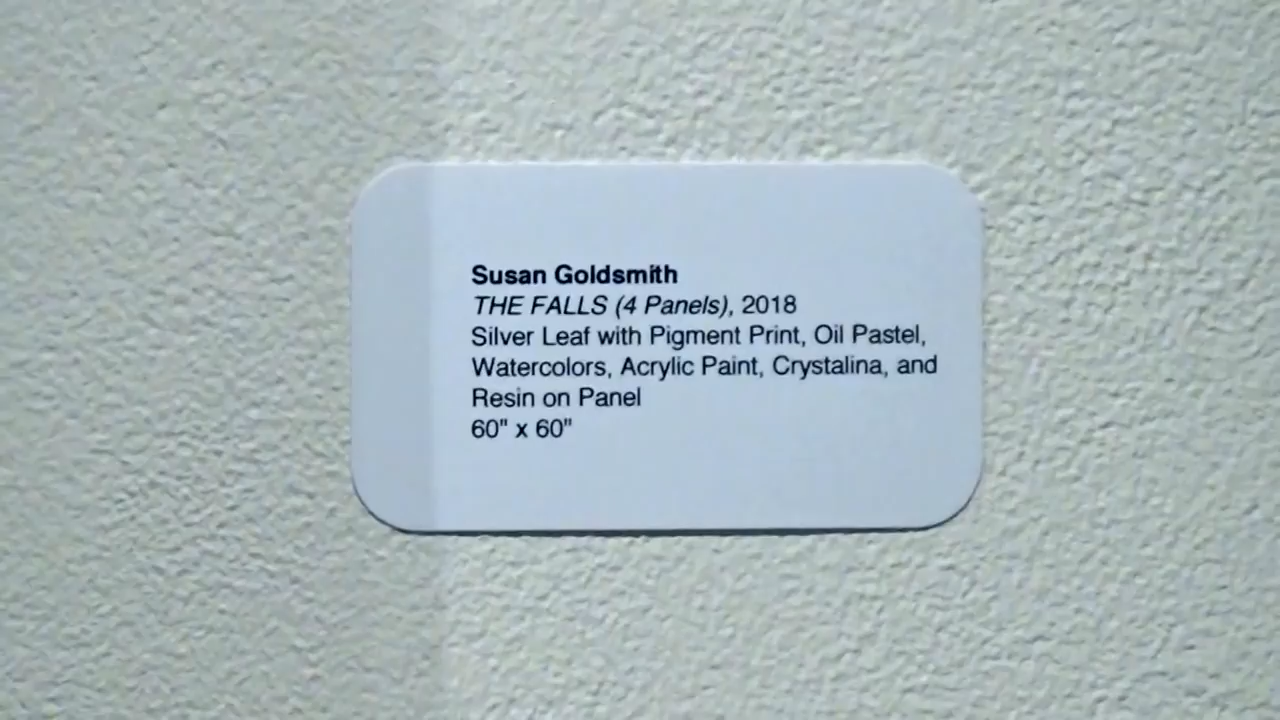 Susan Goldsmith
THE FALLS (4 Panels), 2018
Silver Leaf with Pigment Print, Oil Pastel,
Watercolors, Acrylic Paint, Crystalina, and
Resin on Panel
60" x 60"